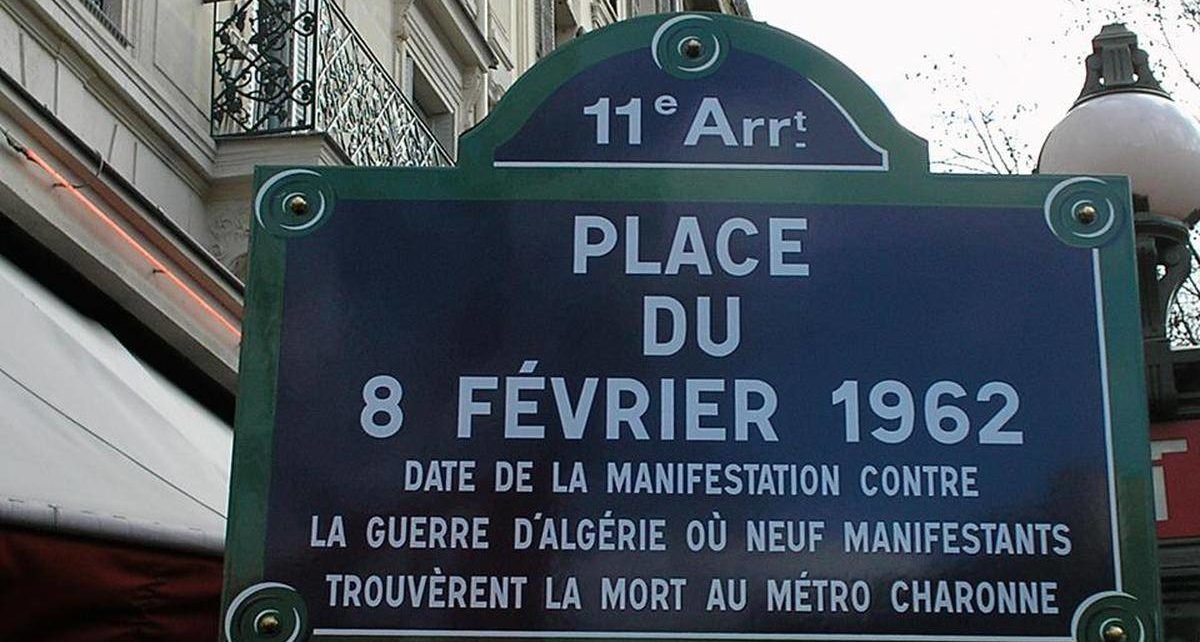 11e Arrt
PLACE
DU
8 FÉVRIER 1962
DATE DE LA MANIFESTATION CONTRE
LA GUERRE D'ALGÉRIE OÙ NEUF MANIFESTANTS
TROUVÈRENT LA MORT AU MÉTRO CHARONNE